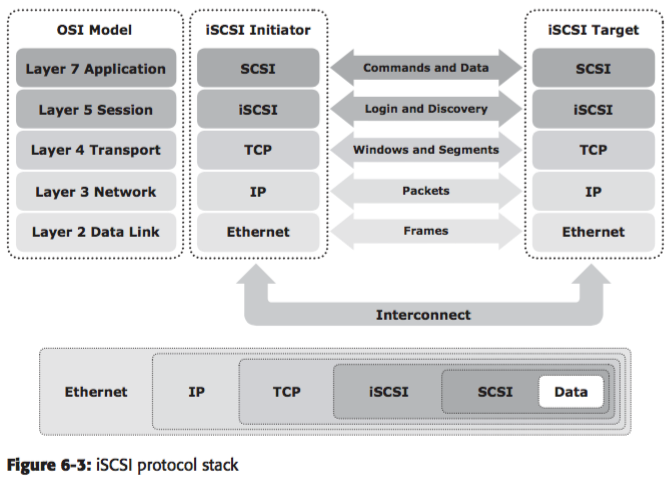 OSI Model iSCSI Initiator iSCSI Target
Layer 7 Application SCSI Commands and Data SCSI
Layer 5 Session iSCSI Login and Discovery iSCSI
Layer 4 Transport TCP Windows and Segments TCP
Layer 3 Network IP Packets IP
Layer 2 Data Link Ethernet Frames Ethernet
Interconnect
Ethernet IP TCP iSCSI SCSI Data
Figure 6-3: iSCSI protocol stack